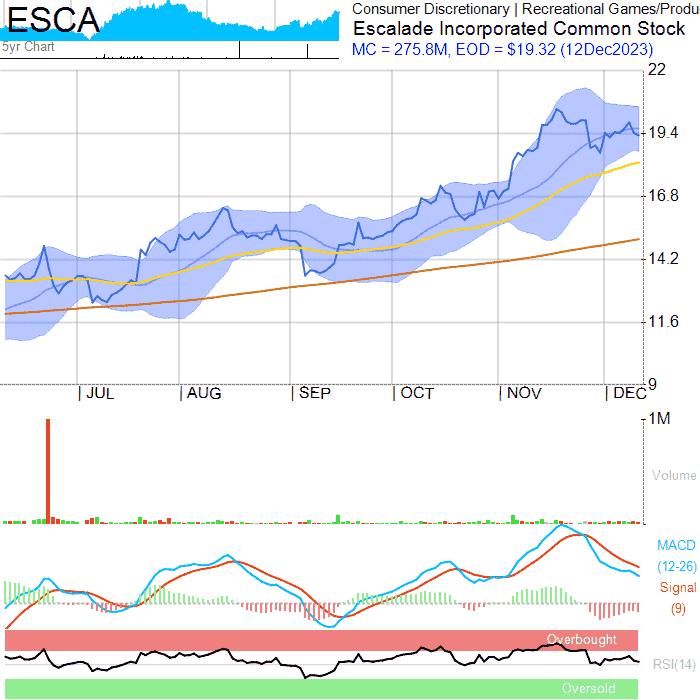 ESCA
5yr Chart
Consumer Discretionary | Recreational Games/Produ
Escalade Incorporated Common Stock
MC = 275.8M, EOD = $19.32 (12Dec2023)
22
19.4
16.8
14.2
11.6
9
| JUL | AUG | SEP | OCT | NOV | DEC
1M
Volume
MACD
(12-26)
Signal
(9)
Overbought
RSI(14)
Oversold